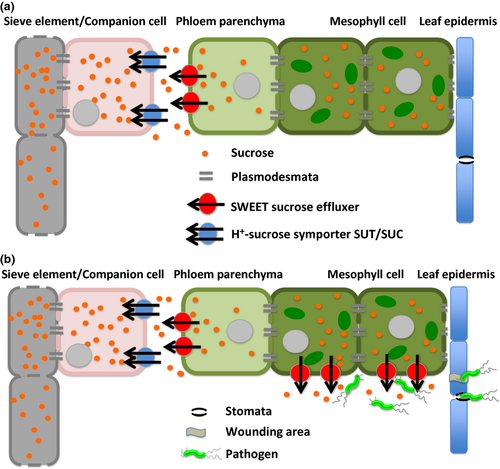 (a)
Sieve element/Companion cell Phloem parenchyma Mesophyll cell Leaf epidermis
Sucrose
Plasmodesmata
SWEET sucrose effluxer
H+-sucrose symporter SUT/SUC
(b)
Sieve element/Companion cell Phloem parenchyma Mesophyll cell Leaf epidermis
Stomata
Wounding area
Pathogen